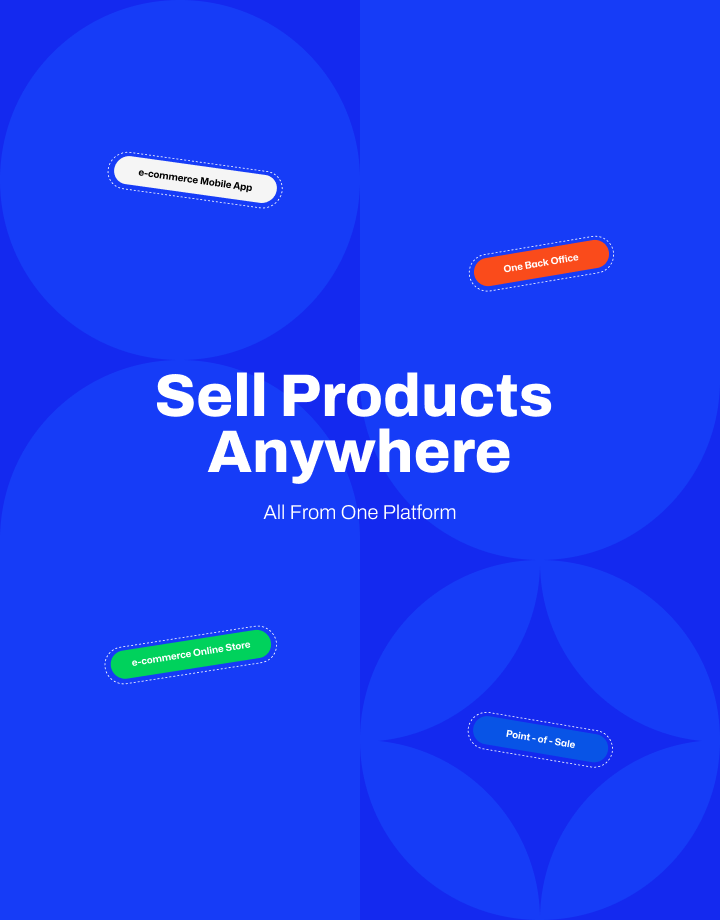 e-commerce Mobile App
One Back Office
Sell Products
Anywhere
All From One Platform
e-commerce Online Store
Point - of - Sale